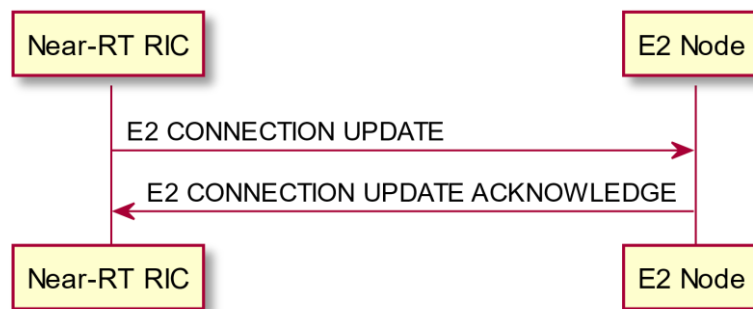 Near-RT RIC
E2 Node
E2 CONNECTION UPDATE
E2 CONNECTION UPDATE ACKNOWLEDGE
Near-RT RIC
E2 Node